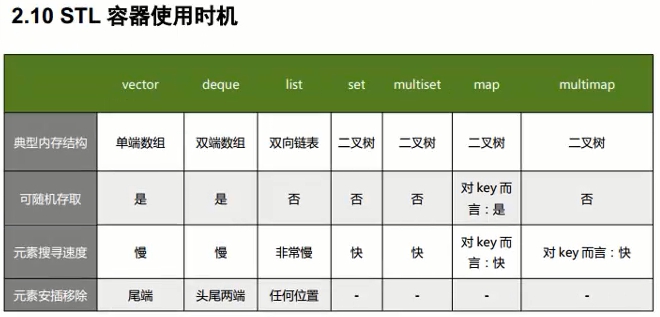 2.10 STL 容器使用时机
vector deque list set multiset map multimap
典型内存结构 单端数组 双端数组 双向链表 二叉树 二叉树 二叉树 二叉树
可随机存取 是 是 否 否 否 对 key 而言：是 否
元素搜寻速度 慢 慢 非常慢 快 快 对 key 而言：快 对 key 而言：快
元素安插移除 尾端 头尾两端 任何位置 - - - -